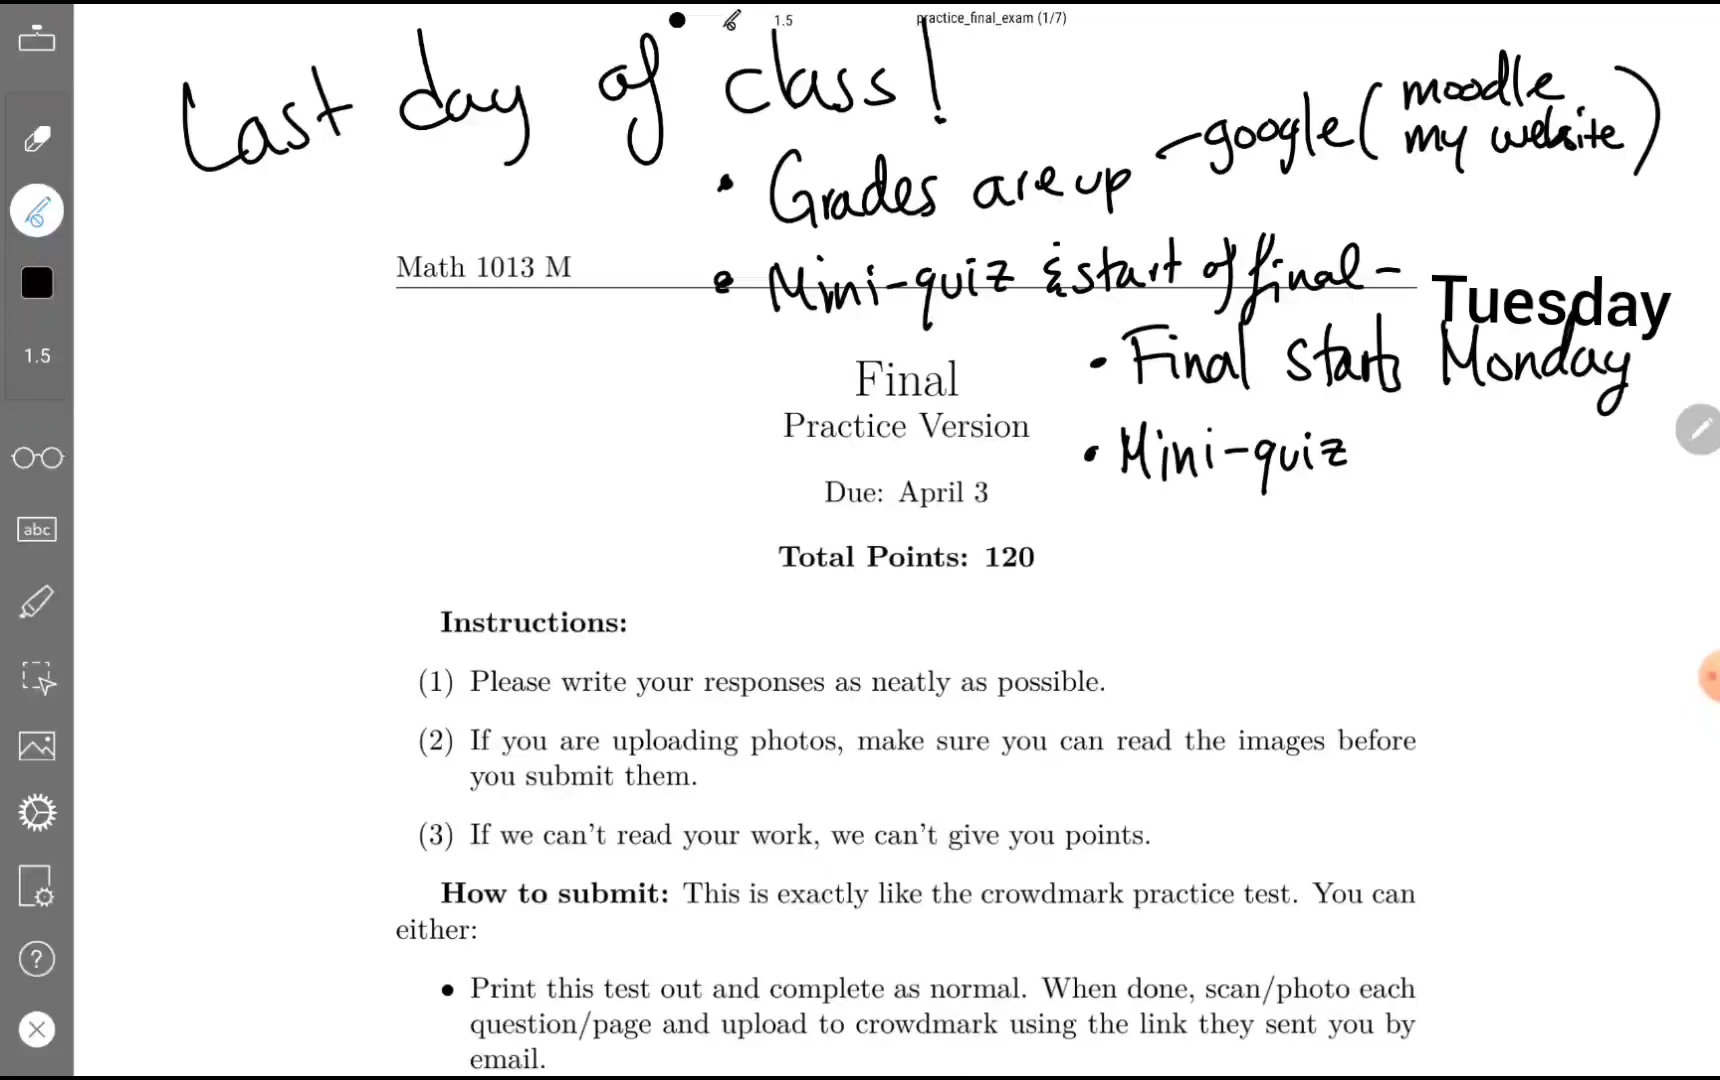 practice_final_exam (1/7)
1.5
Last day of class!
• Grades are up - google (moodle
my website)
Math 1013 M
• Mini-quiz & start of final -
Tuesday
• Final starts Monday
• Mini-quiz
1.5
abc
Final
Practice Version
Due: April 3
Total Points: 120
Instructions:
(1) Please write your responses as neatly as possible.
(2) If you are uploading photos, make sure you can read the images before
you submit them.
(3) If we can't read your work, we can't give you points.
How to submit: This is exactly like the crowdmark practice test. You can
either:
• Print this test out and complete as normal. When done, scan/photo each
question/page and upload to crowdmark using the link they sent you by
email.